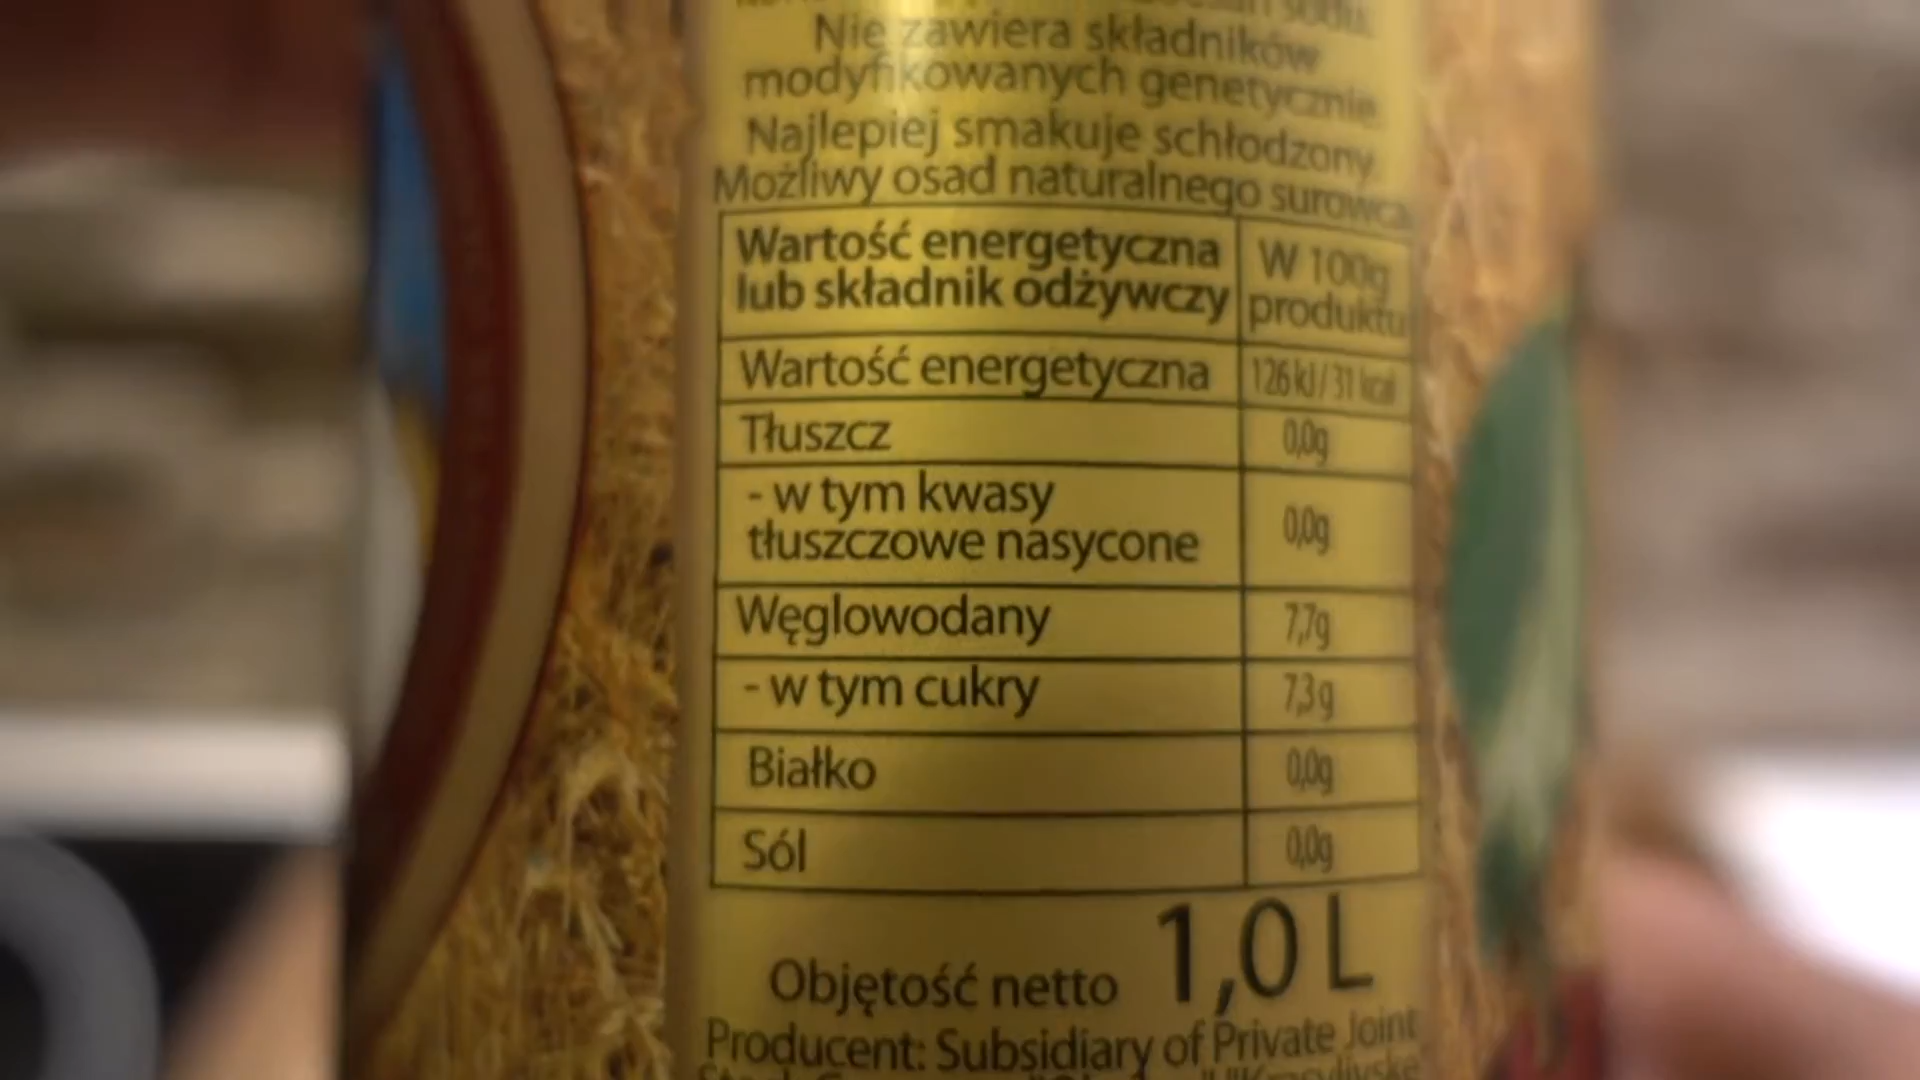 Nie zawiera składników
modyfikowanych genetycznie
Najlepiej smakuje schłodzony.
Możliwy osad naturalnego surowca
Wartość energetyczna
lub składnik odżywczy
W 100g
produktu
Wartość energetyczna 126 kJ / 31 kcal
Tłuszcz 0,0g
- w tym kwasy
tłuszczowe nasycone 0,0g
Węglowodany 7,7g
- w tym cukry 7,3 g
Białko 0,0g
Sól 0,0g
Objętość netto 1,0 L
Producent: Subsidiary of Private Joint